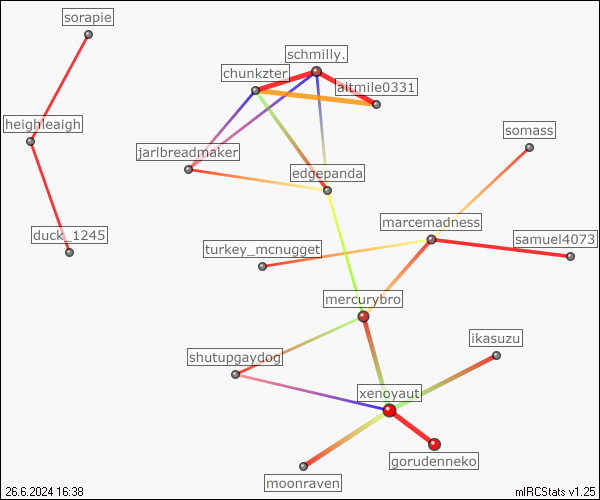 sorapie
schmilly.
chunkzter
altmile0331
heighleaigh
somass
jarlbreadmaker
edgepanda
marcemadness
duck_1245
samuel4073
turkey_mcnugget
mercurybro
ikasuzu
shutupgaydog
xenoyaut
gorudenneko
moonraven
26.6.2024 16:38
mIRCStats v1.25